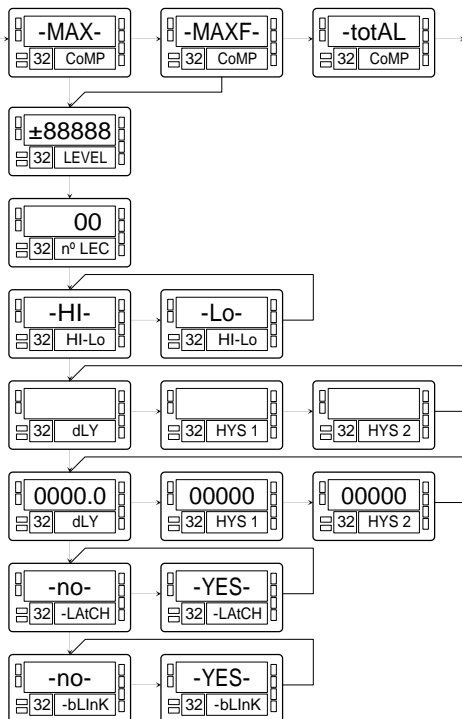 -MAX- -MAXF- -totAL
32 CoMP 32 CoMP 32 CoMP
±88888
32 LEVEL
00
32 nº LEC
-HI- -Lo-
32 HI-Lo 32 HI-Lo
32 dLY 32 HYS 1 32 HYS 2
0000.0 00000 00000
32 dLY 32 HYS 1 32 HYS 2
-no- -YES-
32 -LAtCH 32 -LAtCH
-no- -YES-
32 -bLInK 32 -bLInK